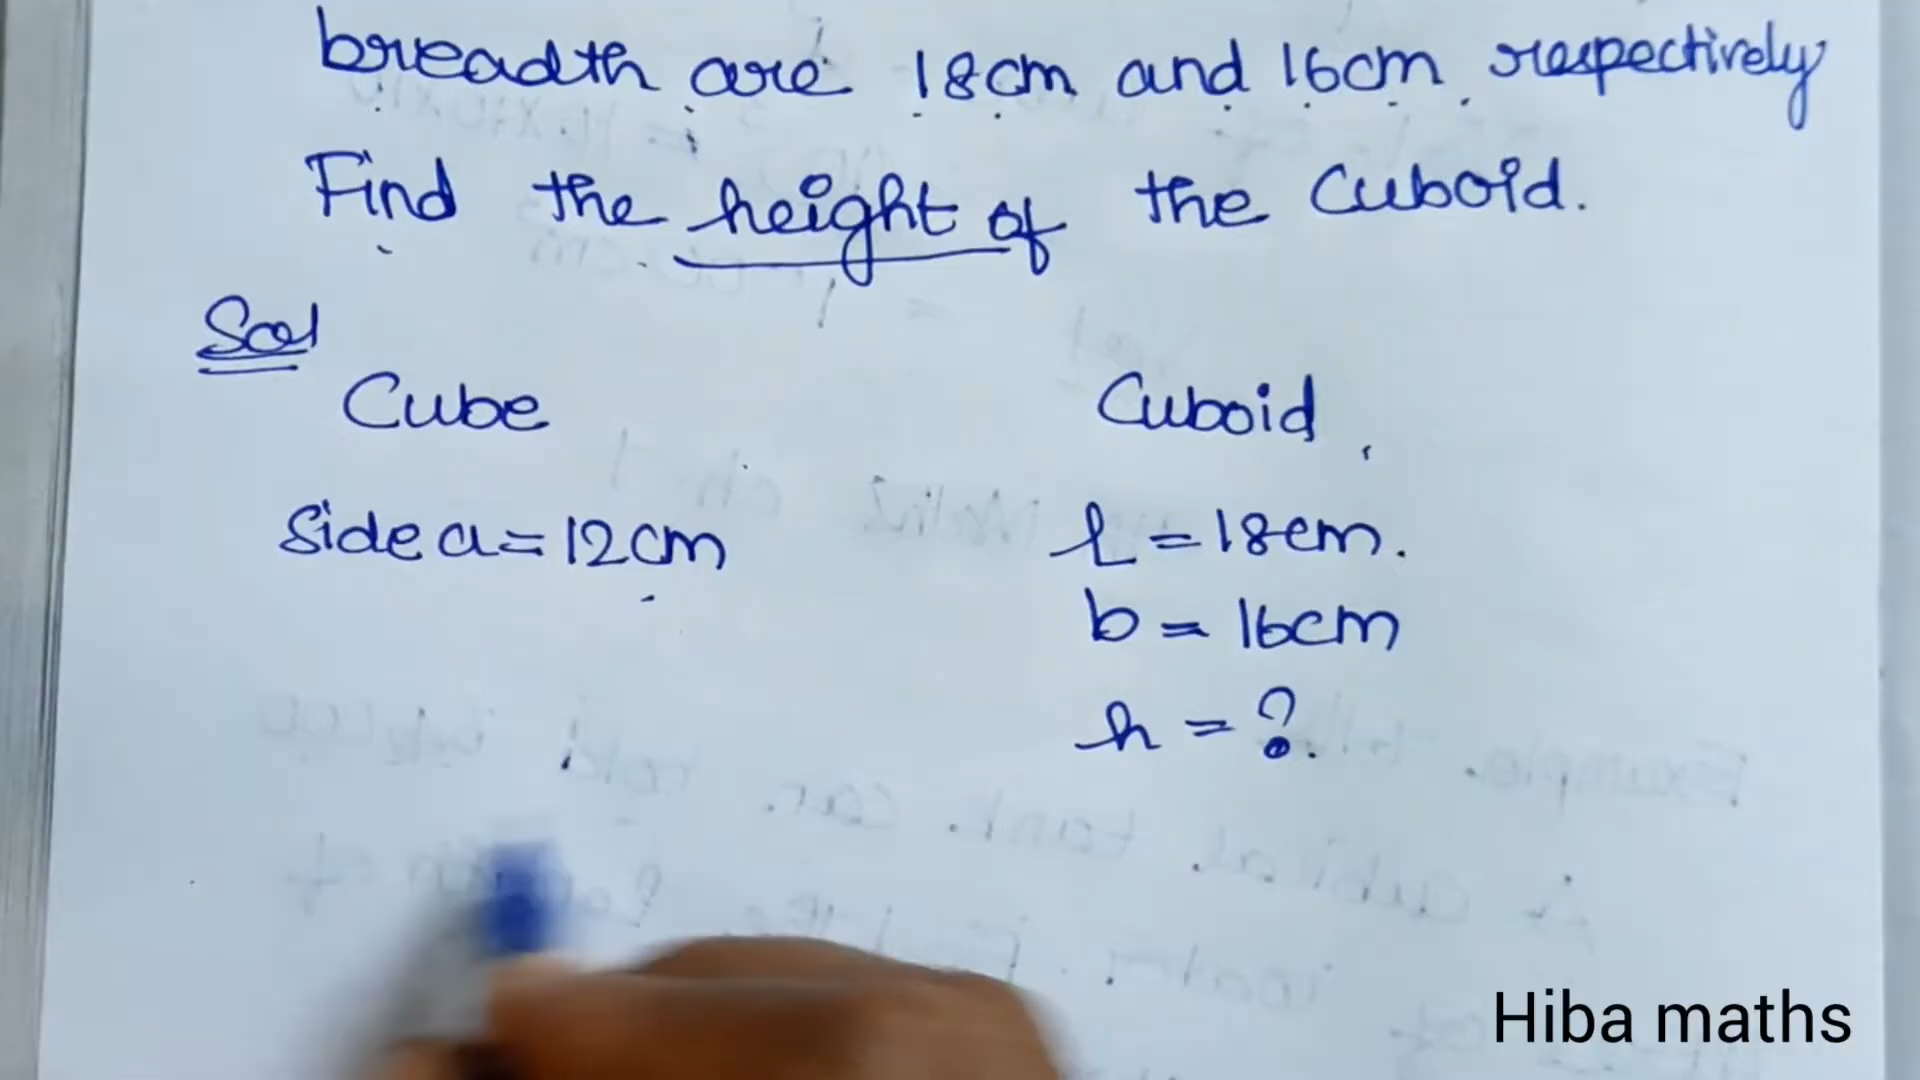 breadth are 18cm and 16cm respectively
Find the height of the Cuboid.
Sol
Cube
Cuboid
Side a = 12cm
l = 18cm.
b = 16cm
h = ?
Hiba maths